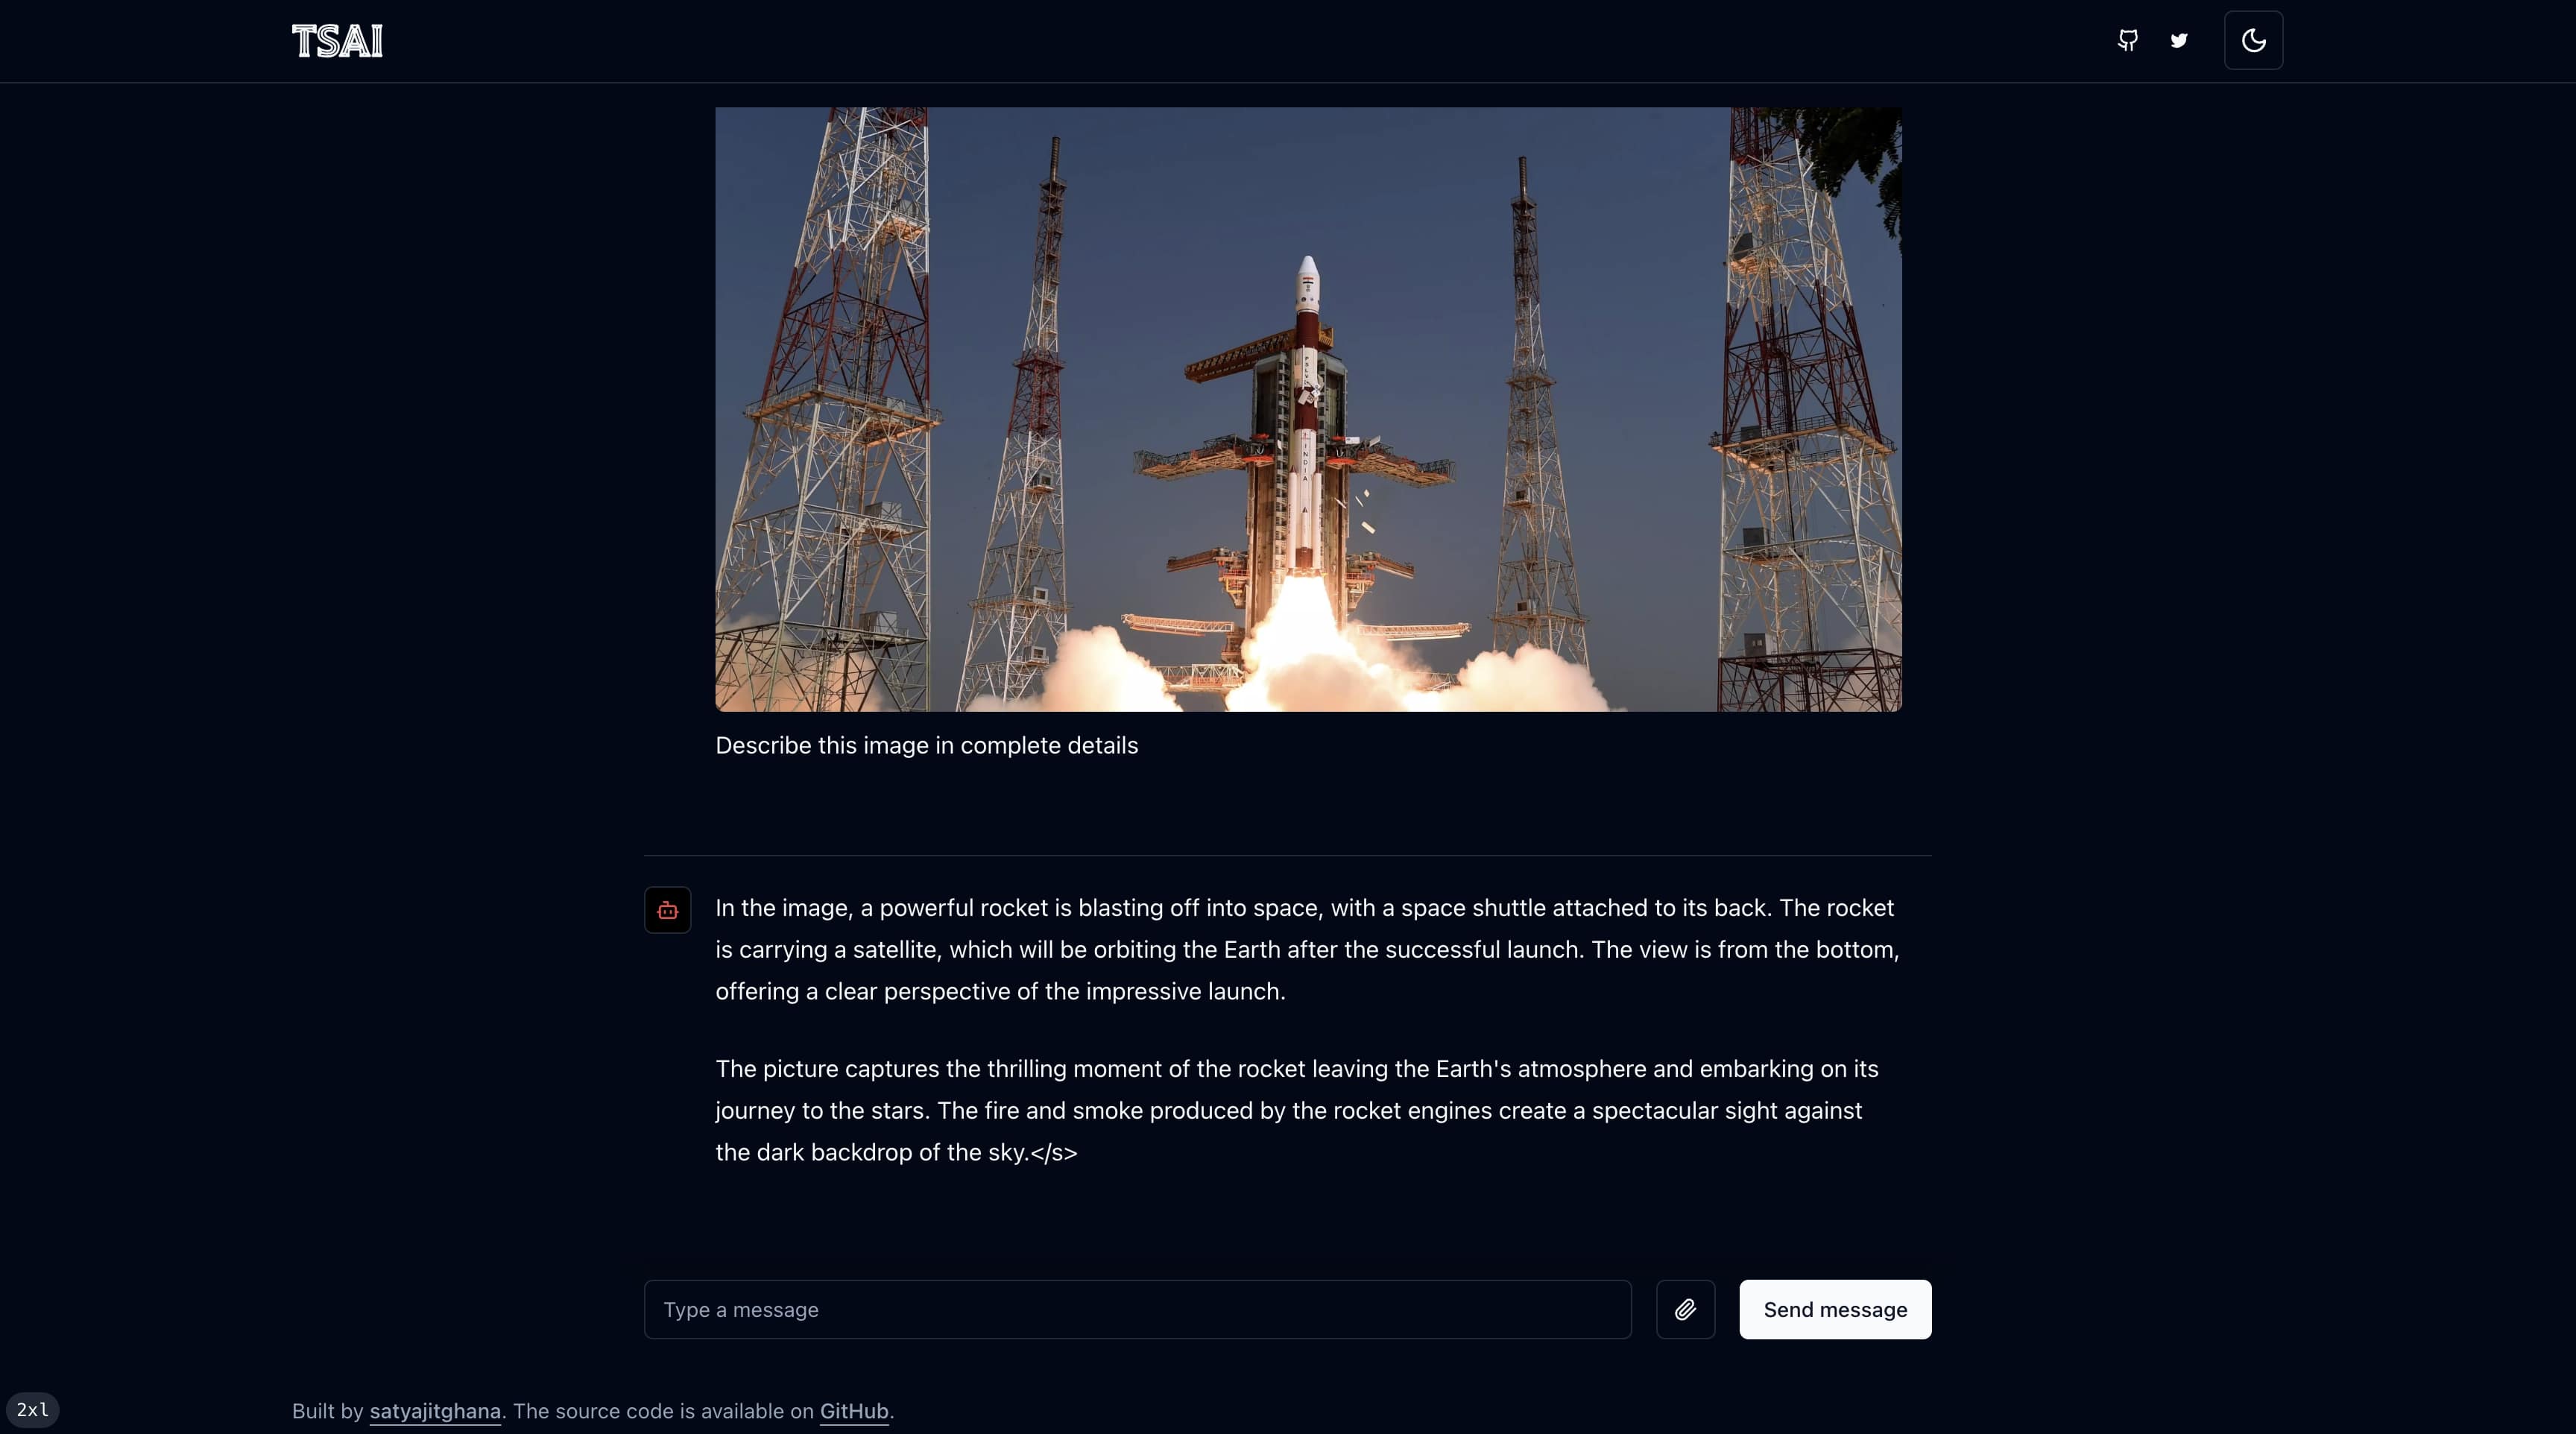 TSAI
PSLV
INDIA
Describe this image in complete details
In the image, a powerful rocket is blasting off into space, with a space shuttle attached to its back. The rocket
is carrying a satellite, which will be orbiting the Earth after the successful launch. The view is from the bottom,
offering a clear perspective of the impressive launch.
The picture captures the thrilling moment of the rocket leaving the Earth's atmosphere and embarking on its
journey to the stars. The fire and smoke produced by the rocket engines create a spectacular sight against
the dark backdrop of the sky.</s>
Type a message
Send message
2xl
Built by satyajitghana. The source code is available on GitHub.